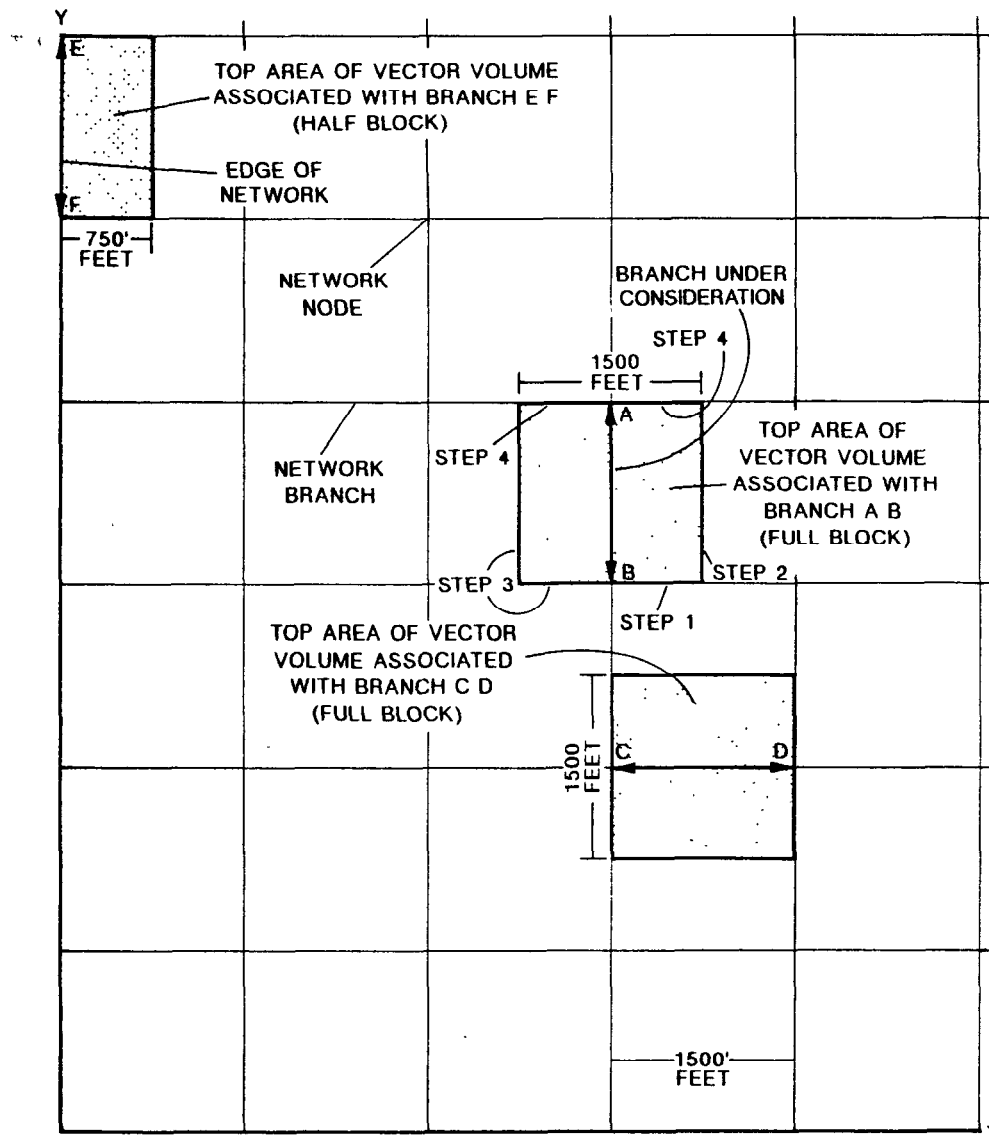 Y
E
TOP AREA OF VECTOR VOLUME
ASSOCIATED WITH BRANCH E F
(HALF BLOCK)
EDGE OF
NETWORK
F
750'
FEET
NETWORK
NODE
BRANCH UNDER
CONSIDERATION
STEP 4
1500
FEET
A
STEP 4
NETWORK
BRANCH
TOP AREA OF
VECTOR VOLUME
ASSOCIATED WITH
BRANCH A B
(FULL BLOCK)
B
STEP 3
STEP 2
STEP 1
TOP AREA OF VECTOR
VOLUME ASSOCIATED
WITH BRANCH C D
(FULL BLOCK)
1500
FEET
C
D
1500'
FEET